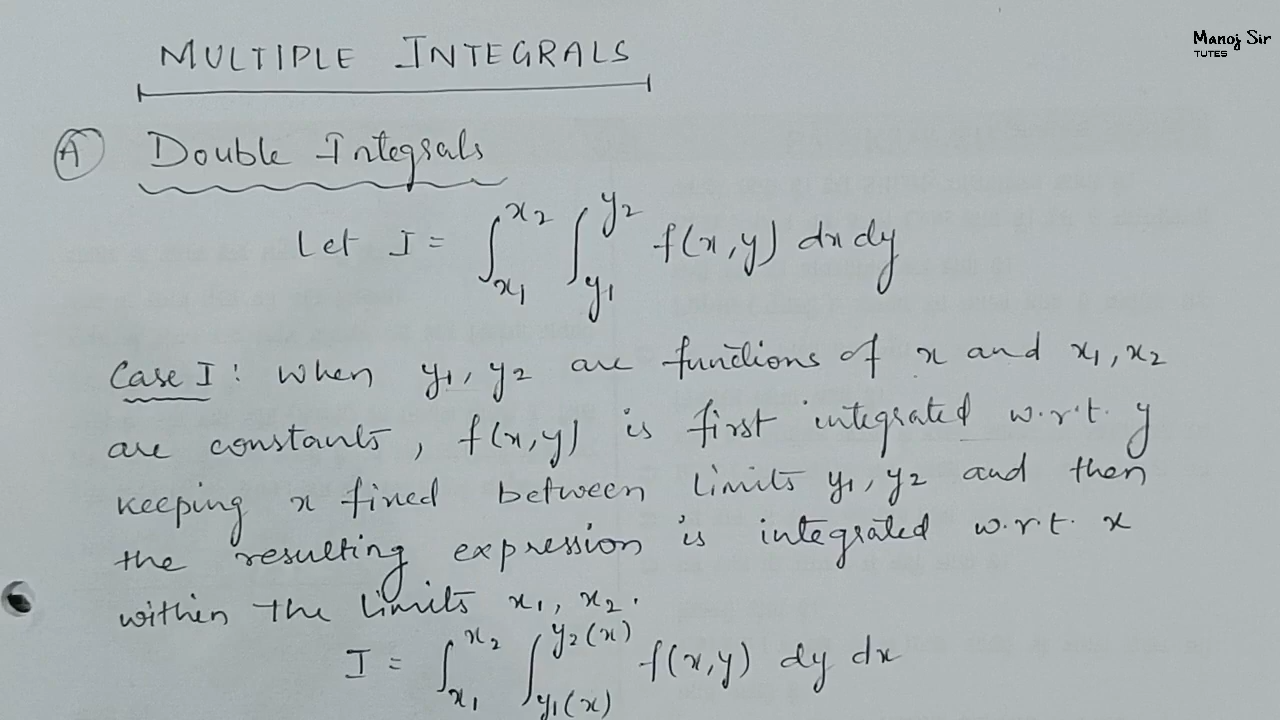 MULTIPLE INTEGRALS
Manoj Sir
TUTES
(A) Double Integrals
Let I = ∫_{x1}^{x2} ∫_{y1}^{y2} f(x,y) dx dy
Case I : When y1, y2 are functions of x and x1, x2
are constants, f(x,y) is first integrated w.r.t. y
keeping x fixed between limits y1, y2 and then
the resulting expression is integrated w.r.t. x
within the limits x1, x2.
I = ∫_{x1}^{x2} ∫_{y1(x)}^{y2(x)} f(x,y) dy dx